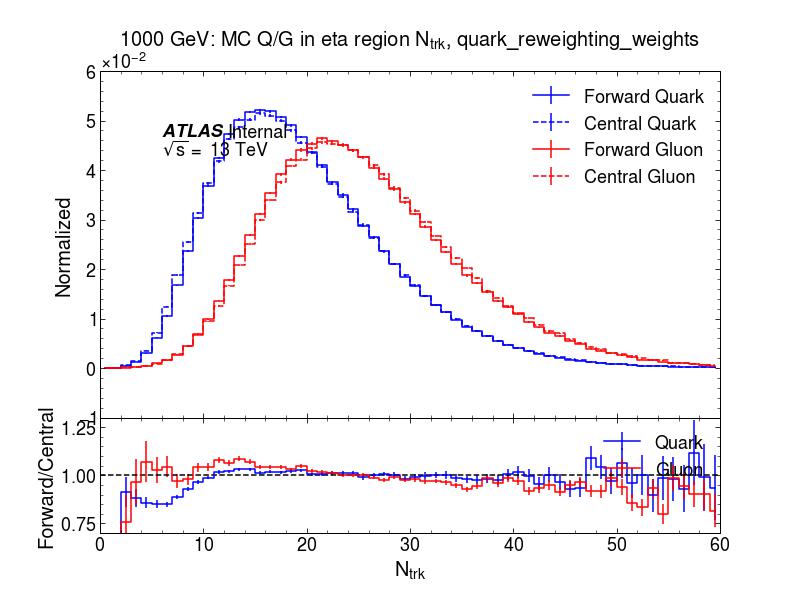 1000 GeV: MC Q/G in eta region N_trk, quark_reweighting_weights
×10⁻²
6
5
4
3
2
1
0
−1
Normalized
ATLAS Internal
√s = 13 TeV
Forward Quark
Central Quark
Forward Gluon
Central Gluon
1.25
1.00
0.75
Forward/Central
Quark
Gluon
0 10 20 30 40 50 60
N_trk